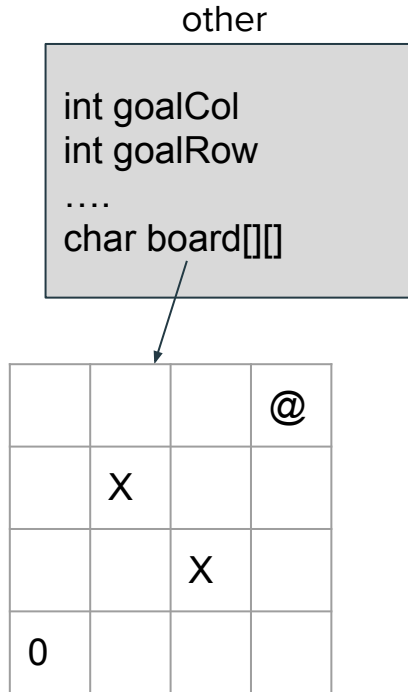 other
int goalCol
int goalRow
....
char board[][]
@
X
X
0